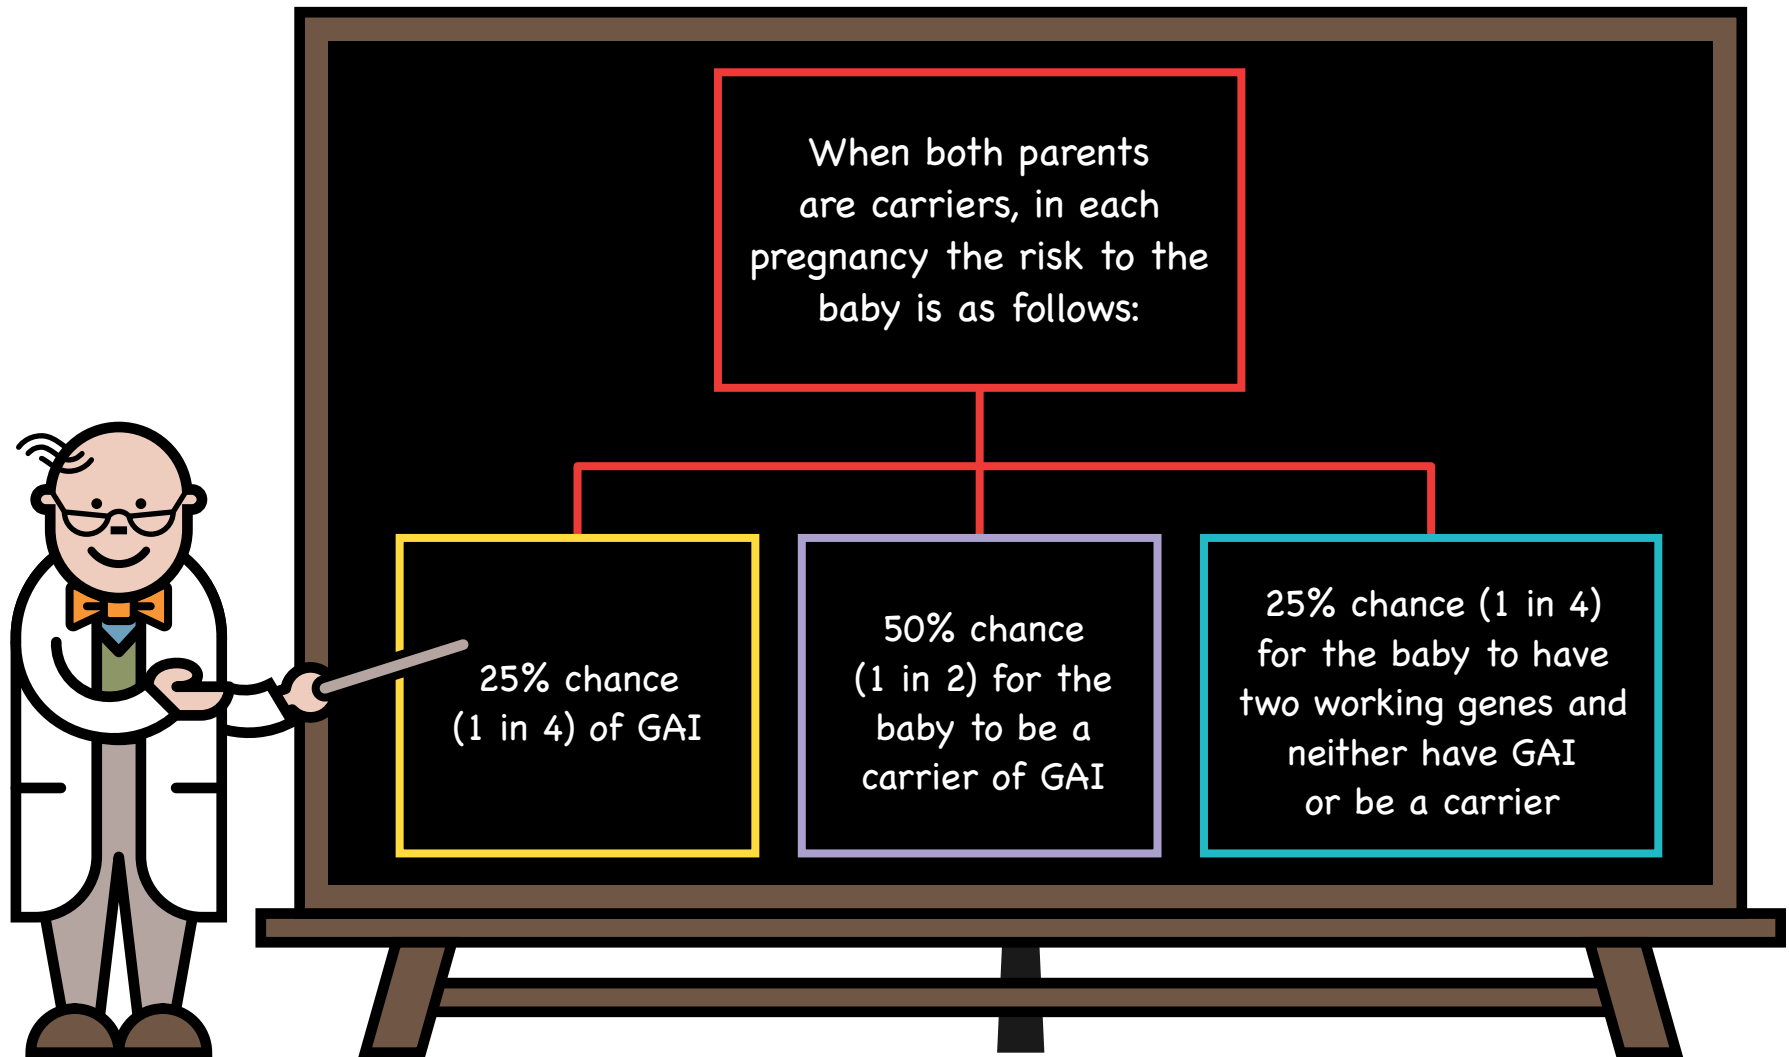 When both parents
are carriers, in each
pregnancy the risk to the
baby is as follows:
25% chance
(1 in 4) of GAI
50% chance
(1 in 2) for the
baby to be a
carrier of GAI
25% chance (1 in 4)
for the baby to have
two working genes and
neither have GAI
or be a carrier